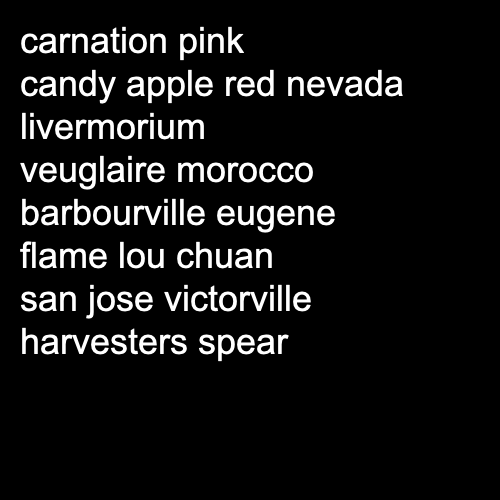 carnation pink
candy apple red nevada
livermorium
veuglaire morocco
barbourville eugene
flame lou chuan
san jose victorville
harvesters spear